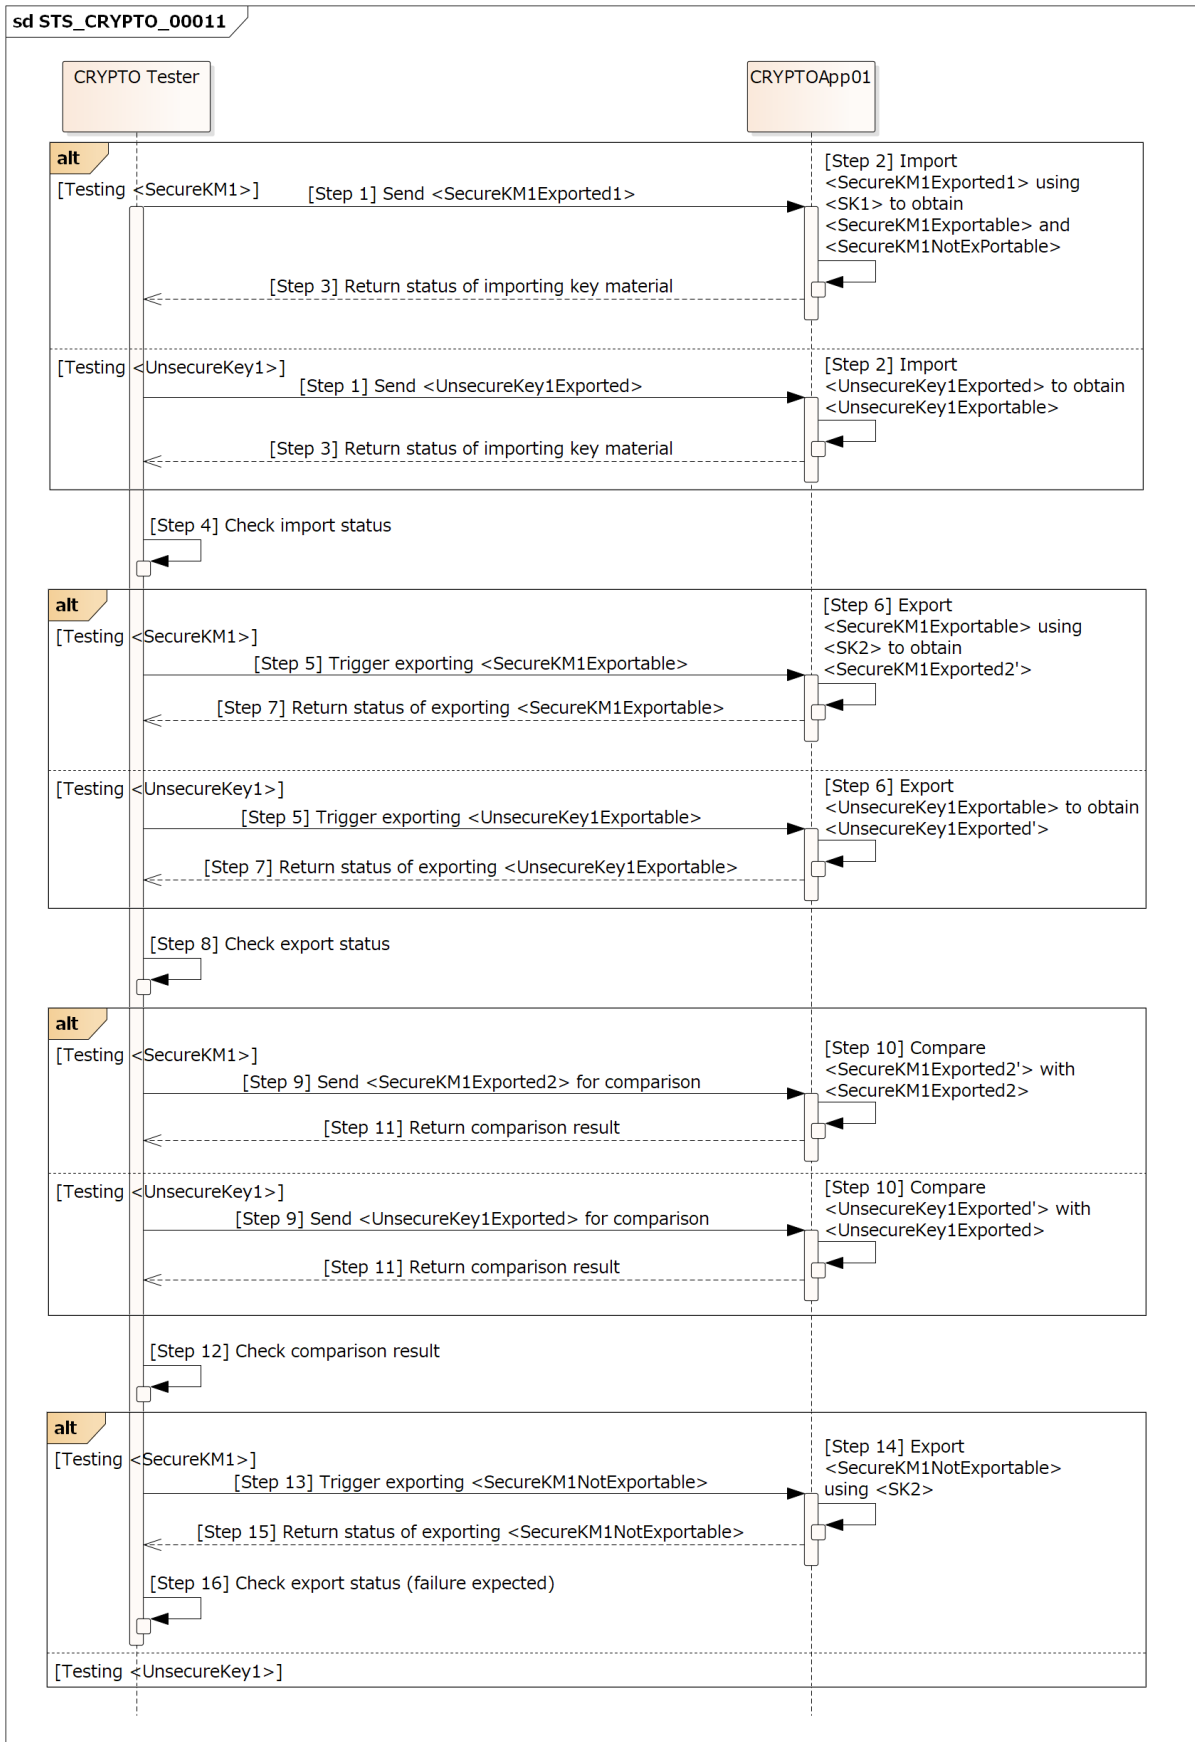 sd STS_CRYPTO_00011
CRYPTO Tester
CRYPTOApp01
alt
[Testing <SecureKM1>]
[Step 1] Send <SecureKM1Exported1>
[Step 2] Import
<SecureKM1Exported1> using
<SK1> to obtain
<SecureKM1Exportable> and
<SecureKM1NotExPortable>
[Step 3] Return status of importing key material
[Testing <UnsecureKey1>]
[Step 1] Send <UnsecureKey1Exported>
[Step 2] Import
<UnsecureKey1Exported> to obtain
<UnsecureKey1Exportable>
[Step 3] Return status of importing key material
[Step 4] Check import status
alt
[Testing <SecureKM1>]
[Step 5] Trigger exporting <SecureKM1Exportable>
[Step 6] Export
<SecureKM1Exportable> using
<SK2> to obtain
<SecureKM1Exported2'>
[Step 7] Return status of exporting <SecureKM1Exportable>
[Testing <UnsecureKey1>]
[Step 5] Trigger exporting <UnsecureKey1Exportable>
[Step 6] Export
<UnsecureKey1Exportable> to obtain
<UnsecureKey1Exported'>
[Step 7] Return status of exporting <UnsecureKey1Exportable>
[Step 8] Check export status
alt
[Testing <SecureKM1>]
[Step 9] Send <SecureKM1Exported2> for comparison
[Step 10] Compare
<SecureKM1Exported2'> with
<SecureKM1Exported2>
[Step 11] Return comparison result
[Testing <UnsecureKey1>]
[Step 9] Send <UnsecureKey1Exported> for comparison
[Step 10] Compare
<UnsecureKey1Exported'> with
<UnsecureKey1Exported>
[Step 11] Return comparison result
[Step 12] Check comparison result
alt
[Testing <SecureKM1>]
[Step 13] Trigger exporting <SecureKM1NotExportable>
[Step 14] Export
<SecureKM1NotExportable>
using <SK2>
[Step 15] Return status of exporting <SecureKM1NotExportable>
[Step 16] Check export status (failure expected)
[Testing <UnsecureKey1>]